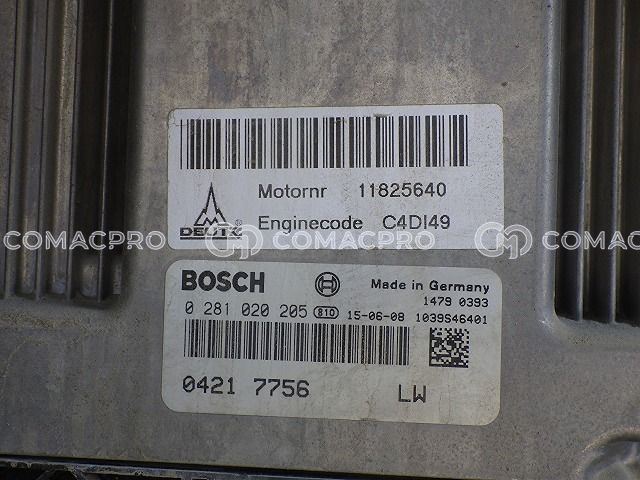 Motornr 11825640
DEUTZ ® Enginecode C4DI49
COMACPRO COMACPRO COMACPRO
BOSCH Made in Germany
1479 0393
0 281 020 205 810 15-06-08 1039S46401
0421 7756 LW